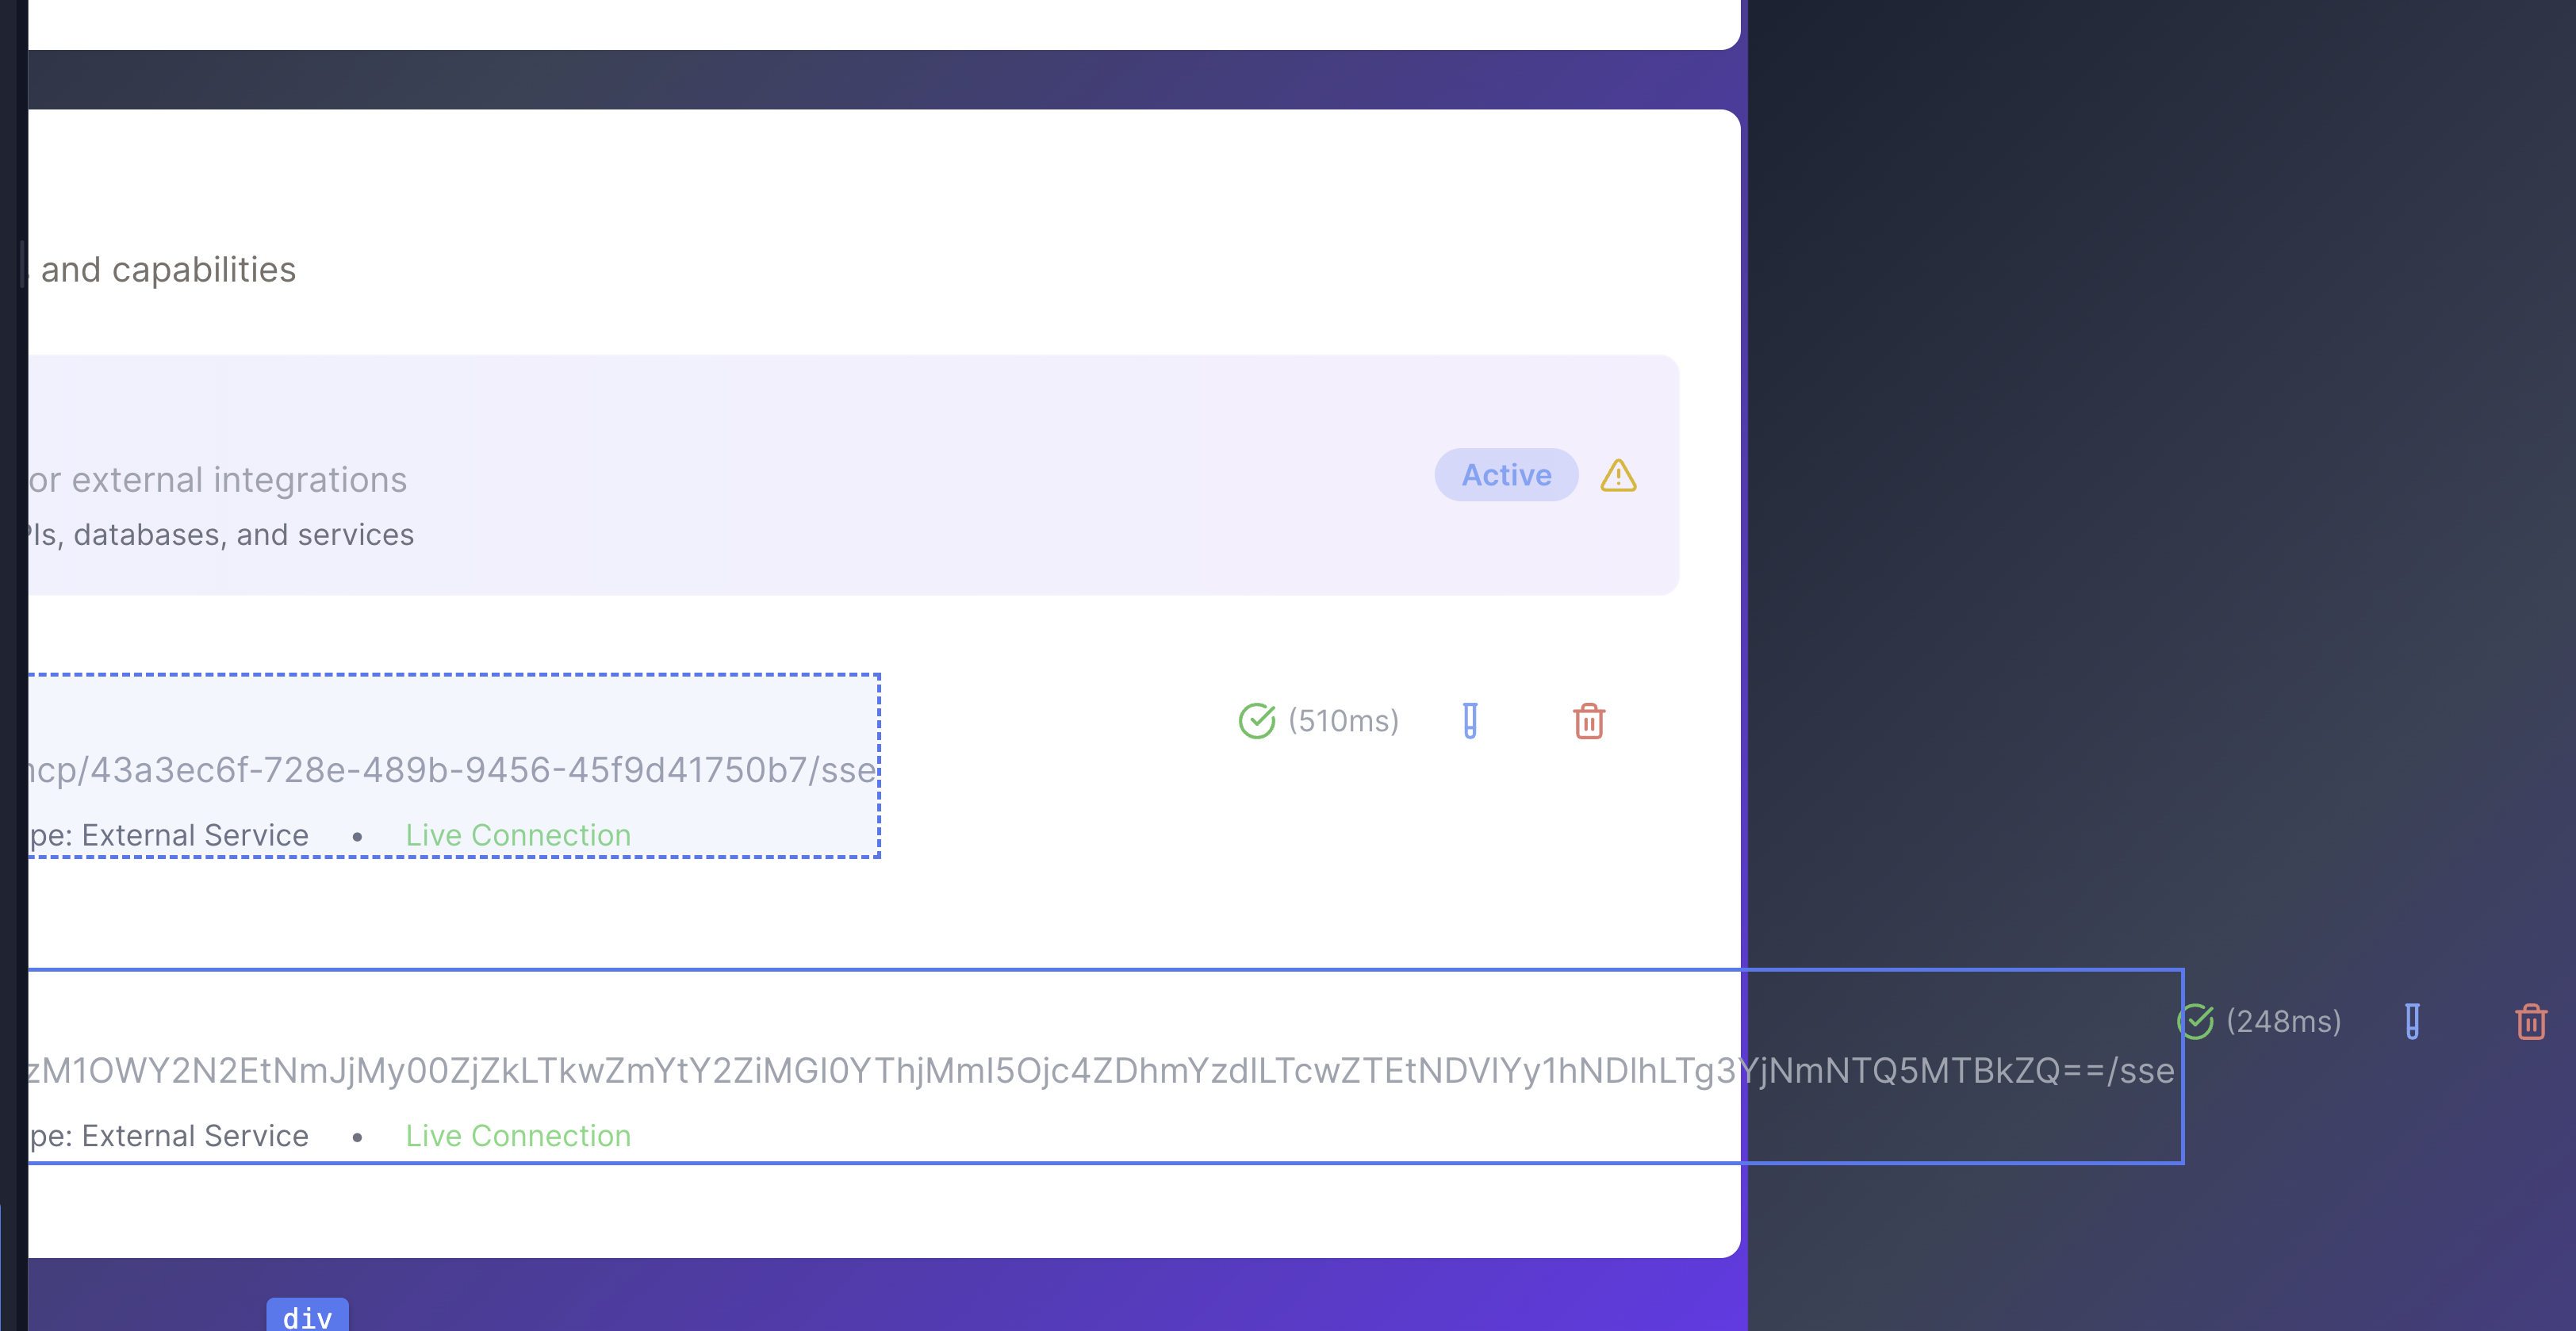 and capabilities
or external integrations
Active
PIs, databases, and services
(510ms)
ncp/43a3ec6f-728e-489b-9456-45f9d41750b7/sse
pe: External Service • Live Connection
(248ms)
zM1OWY2N2EtNmJjMy00ZjZkLTkwZmYtY2ZiMGI0YThjMmI5Ojc4ZDhmYzdlLTcwZTEtNDVlYy1hNDlhLTg3YjNmNTQ5MTBkZQ==/sse
pe: External Service • Live Connection
div